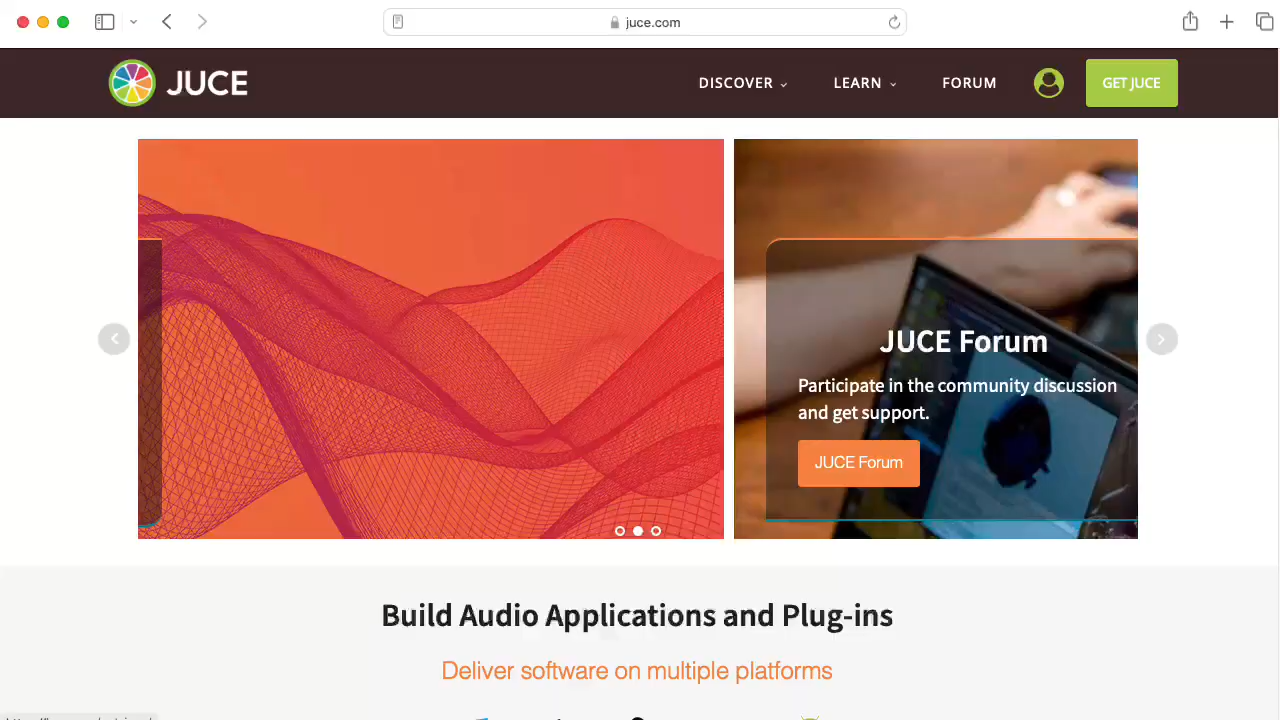 juce.com
JUCE
DISCOVER
LEARN
FORUM
GET JUCE
JUCE Forum
Participate in the community discussion
and get support.
JUCE Forum
Build Audio Applications and Plug-ins
Deliver software on multiple platforms